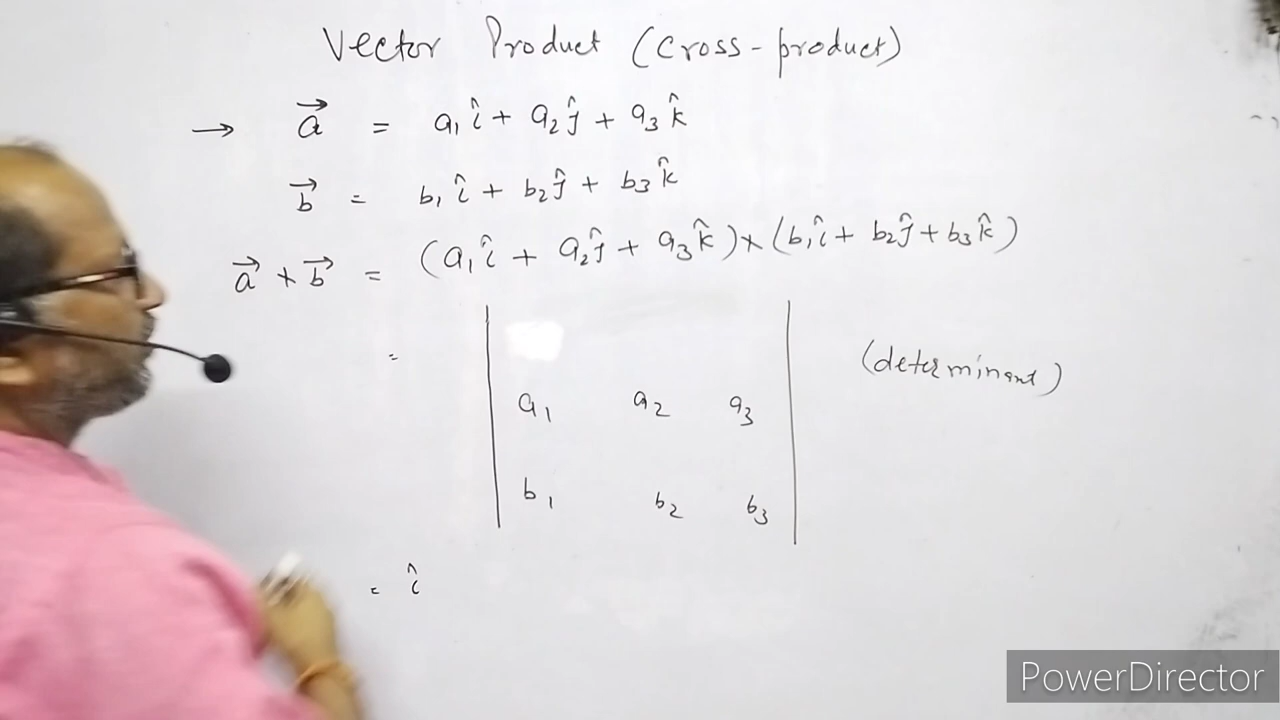 Vector Product (Cross-product)
→ a⃗ = a₁î + a₂ĵ + a₃k̂
b⃗ = b₁î + b₂ĵ + b₃k̂
a⃗ × b⃗ = (a₁î + a₂ĵ + a₃k̂) × (b₁î + b₂ĵ + b₃k̂)
= | a₁ a₂ a₃ | (determinant)
| b₁ b₂ b₃ |
= î
PowerDirector